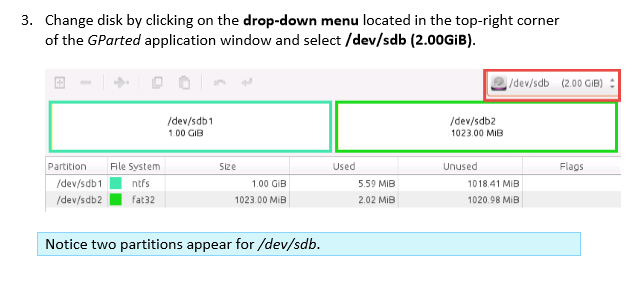 3. Change disk by clicking on the drop-down menu located in the top-right corner
of the GParted application window and select /dev/sdb (2.00GiB).
/dev/sdb (2.00 GiB)
/dev/sdb1
1.00 GiB
/dev/sdb2
1023.00 MiB
Partition File System Size Used Unused Flags
/dev/sdb1 ntfs 1.00 GiB 5.59 MiB 1018.41 MiB
/dev/sdb2 fat32 1023.00 MiB 2.02 MiB 1020.98 MiB
Notice two partitions appear for /dev/sdb.